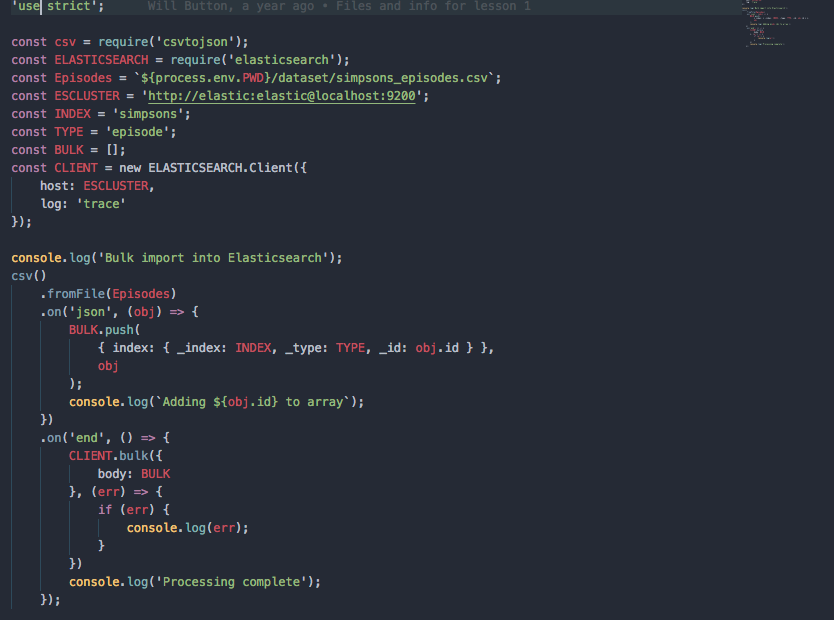 'use strict';    Will Button, a year ago • Files and info for lesson 1

const csv = require('csvtojson');
const ELASTICSEARCH = require('elasticsearch');
const Episodes = `${process.env.PWD}/dataset/simpsons_episodes.csv`;
const ESCLUSTER = 'http://elastic:elastic@localhost:9200';
const INDEX = 'simpsons';
const TYPE = 'episode';
const BULK = [];
const CLIENT = new ELASTICSEARCH.Client({
    host: ESCLUSTER,
    log: 'trace'
});

console.log('Bulk import into Elasticsearch');
csv()
    .fromFile(Episodes)
    .on('json', (obj) => {
        BULK.push(
            { index: { _index: INDEX, _type: TYPE, _id: obj.id } },
            obj
        );
        console.log(`Adding ${obj.id} to array`);
    })
    .on('end', () => {
        CLIENT.bulk({
            body: BULK
        }, (err) => {
            if (err) {
                console.log(err);
            }
        })
        console.log('Processing complete');
    });